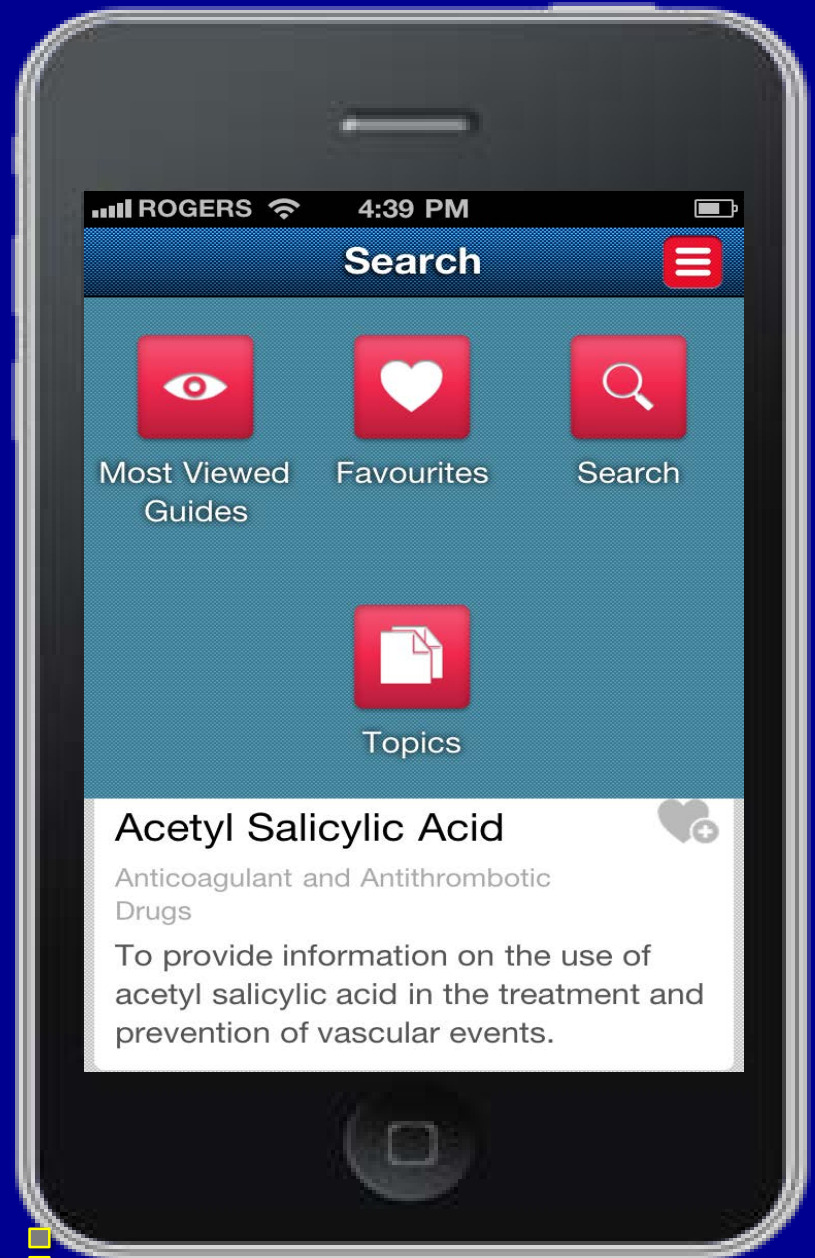 ROGERS 4:39 PM
Search
Most Viewed Favourites Search
Guides
Topics
Acetyl Salicylic Acid
Anticoagulant and Antithrombotic
Drugs
To provide information on the use of
acetyl salicylic acid in the treatment and
prevention of vascular events.